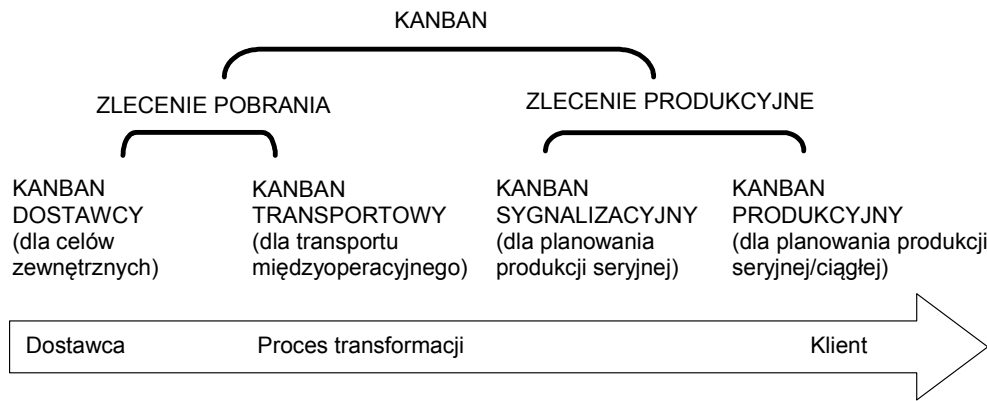 KANBAN
ZLECENIE POBRANIA
ZLECENIE PRODUKCYJNE
KANBAN
DOSTAWCY
(dla celów
zewnętrznych)
KANBAN
TRANSPORTOWY
(dla transportu
międzyoperacyjnego)
KANBAN
SYGNALIZACYJNY
(dla planowania
produkcji seryjnej)
KANBAN
PRODUKCYJNY
(dla planowania produkcji
seryjnej/ciągłej)
Dostawca
Proces transformacji
Klient